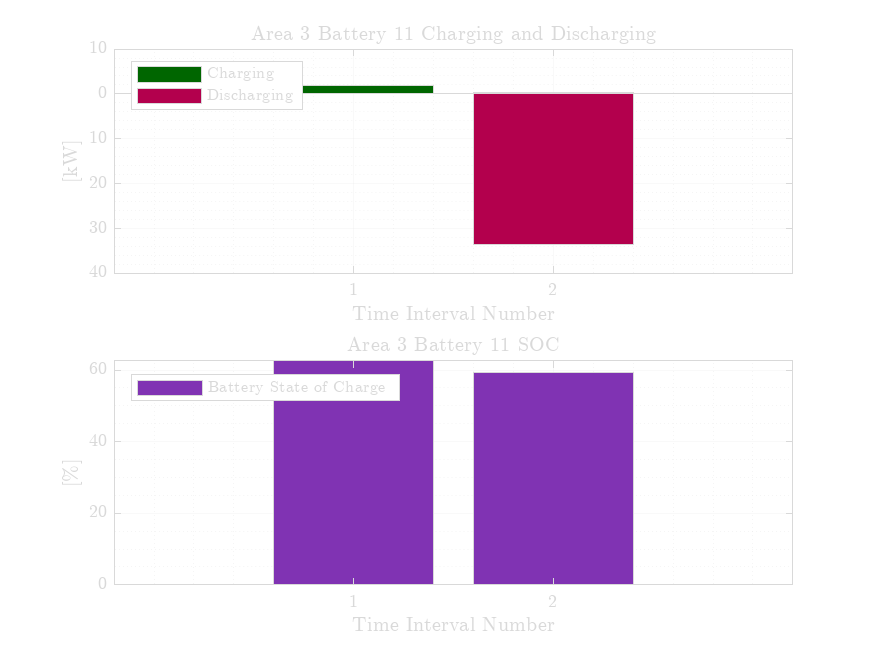 Area 3 Battery 11 Charging and Discharging
10
Charging
0
Discharging
10
[kW]
20
30
40
1 2
Time Interval Number
Area 3 Battery 11 SOC
60
Battery State of Charge
40
[%]
20
0
1 2
Time Interval Number